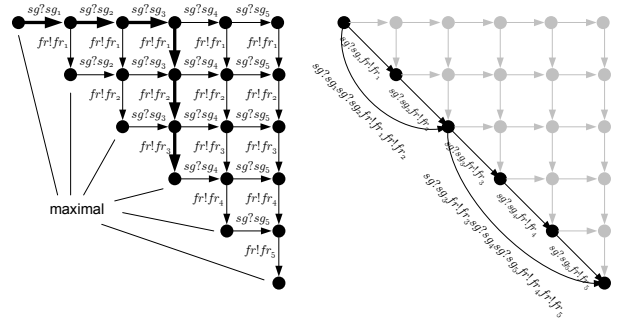 sg?sg₁ sg?sg₂ sg?sg₃ sg?sg₄ sg?sg₅
fr!fr₁ fr!fr₁ fr!fr₁ fr!fr₁ fr!fr₁
sg?sg₂ sg?sg₃ sg?sg₄ sg?sg₅
fr!fr₂ fr!fr₂ fr!fr₂ fr!fr₂
sg?sg₃ sg?sg₄ sg?sg₅
fr!fr₃ fr!fr₃ fr!fr₃
sg?sg₄ sg?sg₅
fr!fr₄ fr!fr₄
sg?sg₅
fr!fr₅
maximal
sg?sg₁fr!fr₁
sg?sg₂fr!fr₂
sg?sg₃fr!fr₃
sg?sg₄fr!fr₄
sg?sg₅fr!fr₅
sg?sg₁sg?sg₂fr!fr₁fr!fr₂
sg?sg₃fr!fr₃sg?sg₄sg?sg₅fr!fr₄fr!fr₅